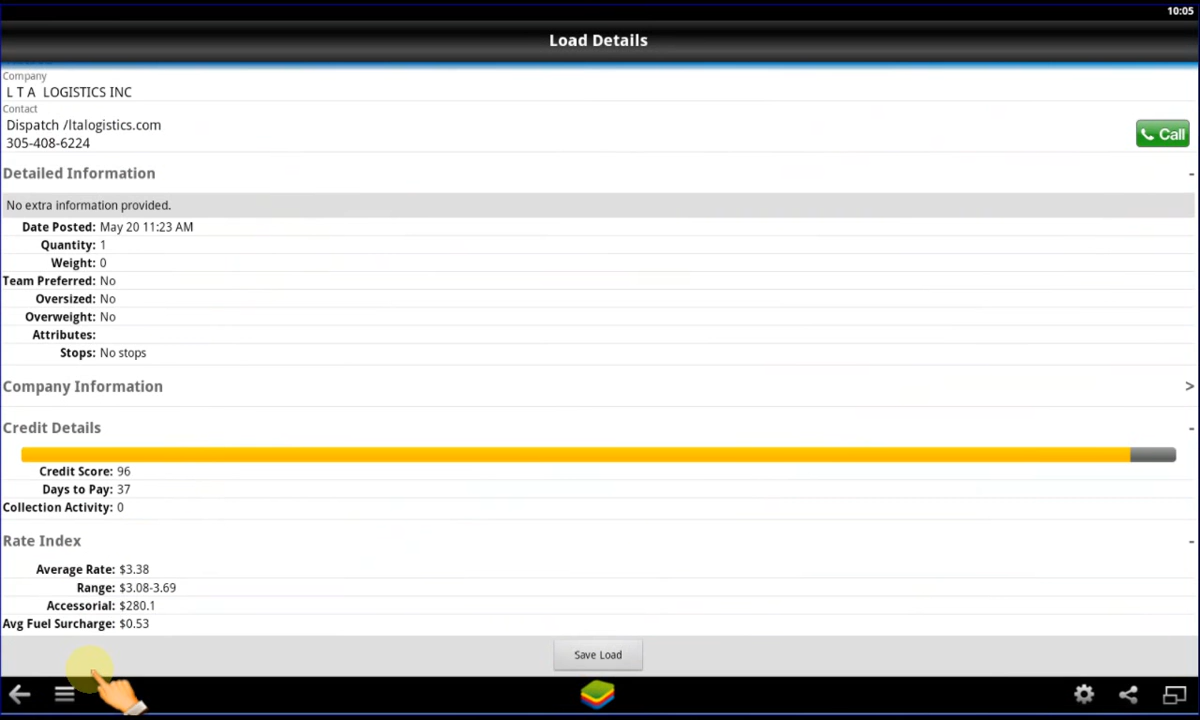 10:05
Load Details
Company
L T A LOGISTICS INC
Contact
Dispatch /ltalogistics.com
305-408-6224
Call
Detailed Information -
No extra information provided.
Date Posted: May 20 11:23 AM
Quantity: 1
Weight: 0
Team Preferred: No
Oversized: No
Overweight: No
Attributes:
Stops: No stops
Company Information >
Credit Details -
Credit Score: 96
Days to Pay: 37
Collection Activity: 0
Rate Index -
Average Rate: $3.38
Range: $3.08-3.69
Accessorial: $280.1
Avg Fuel Surcharge: $0.53
Save Load